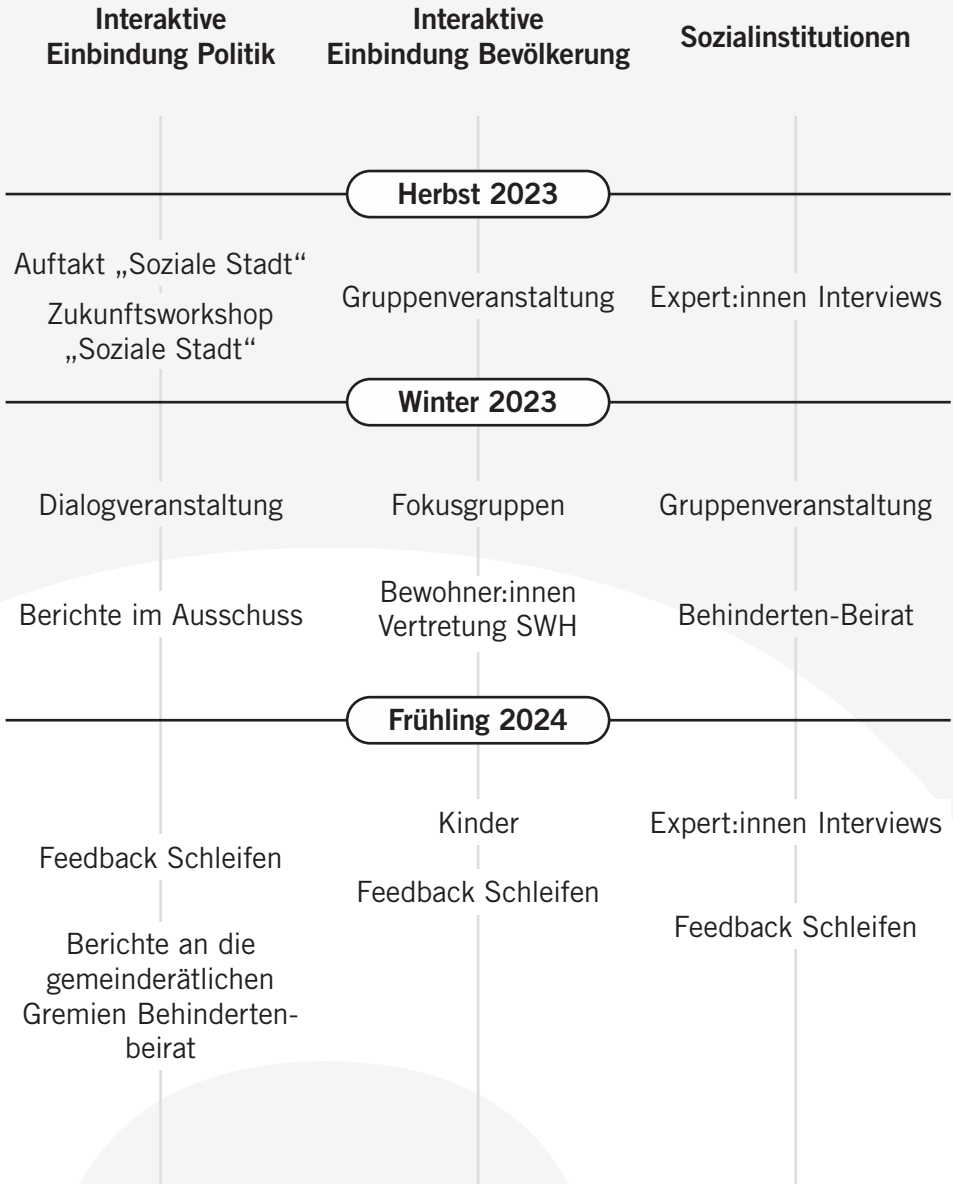 Interaktive
Einbindung Politik
Interaktive
Einbindung Bevölkerung
Sozialinstitutionen
Herbst 2023
Auftakt „Soziale Stadt“
Zukunftsworkshop
„Soziale Stadt“
Gruppenveranstaltung
Expert:innen Interviews
Winter 2023
Dialogveranstaltung
Berichte im Ausschuss
Fokusgruppen
Bewohner:innen
Vertretung SWH
Gruppenveranstaltung
Behinderten-Beirat
Frühling 2024
Feedback Schleifen
Berichte an die
gemeinderätlichen
Gremien Behinderten-
beirat
Kinder
Feedback Schleifen
Expert:innen Interviews
Feedback Schleifen